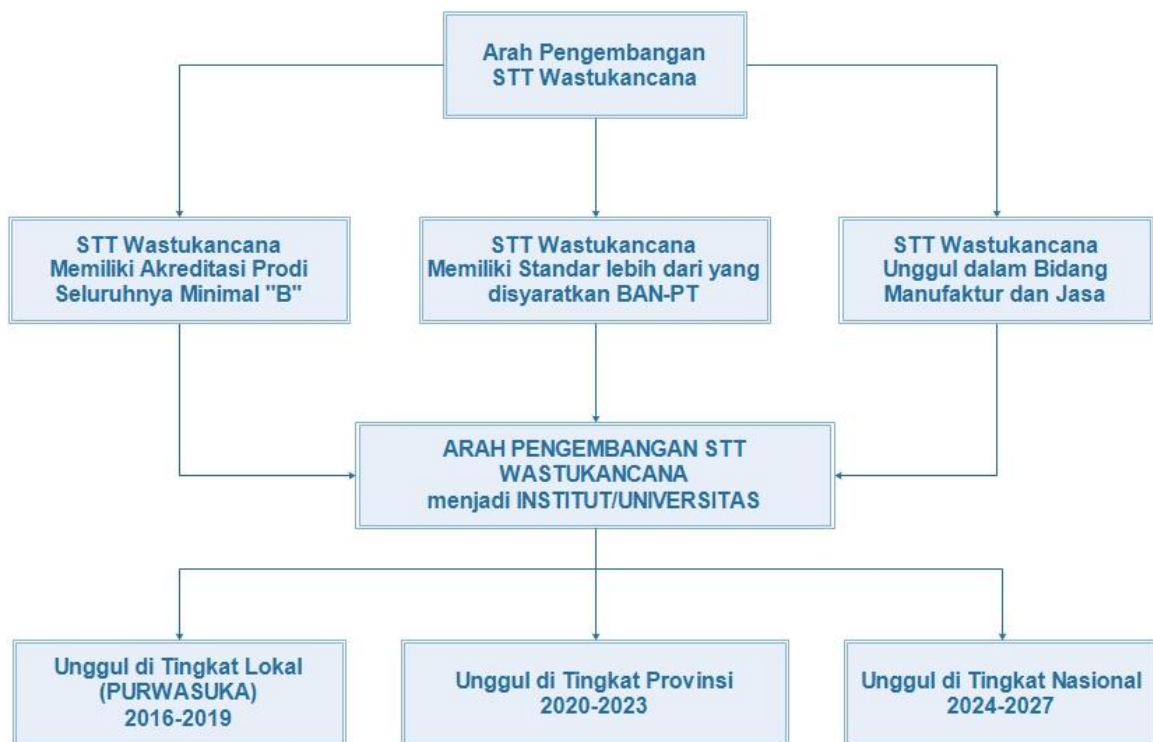 Arah Pengembangan
STT Wastukancana
STT Wastukancana
Memiliki Akreditasi Prodi
Seluruhnya Minimal "B"
STT Wastukancana
Memiliki Standar lebih dari yang
disyaratkan BAN-PT
STT Wastukancana
Unggul dalam Bidang
Manufaktur dan Jasa
ARAH PENGEMBANGAN STT
WASTUKANCANA
menjadi INSTITUT/UNIVERSITAS
Unggul di Tingkat Lokal
(PURWASUKA)
2016-2019
Unggul di Tingkat Provinsi
2020-2023
Unggul di Tingkat Nasional
2024-2027